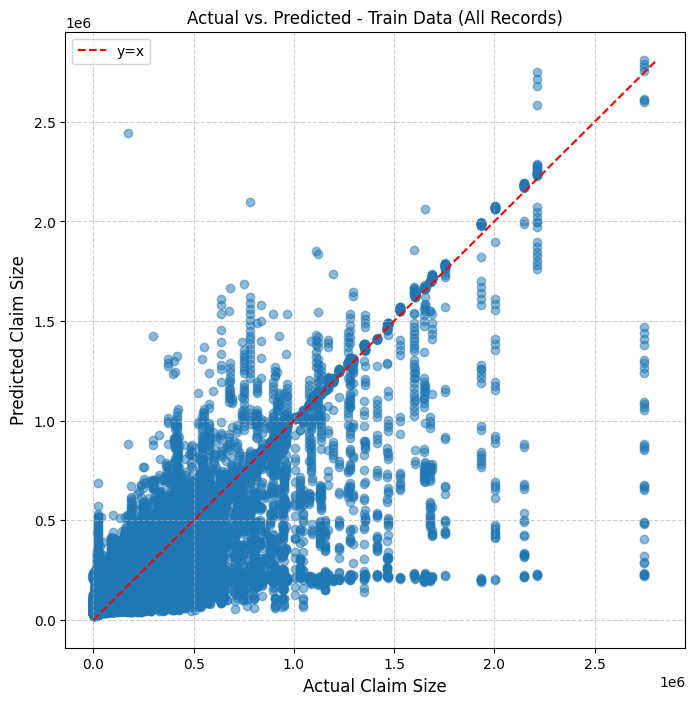 Actual vs. Predicted - Train Data (All Records)
1e6
y=x
2.5
2.0
1.5
1.0
0.5
0.0
Predicted Claim Size
0.0 0.5 1.0 1.5 2.0 2.5
1e6
Actual Claim Size